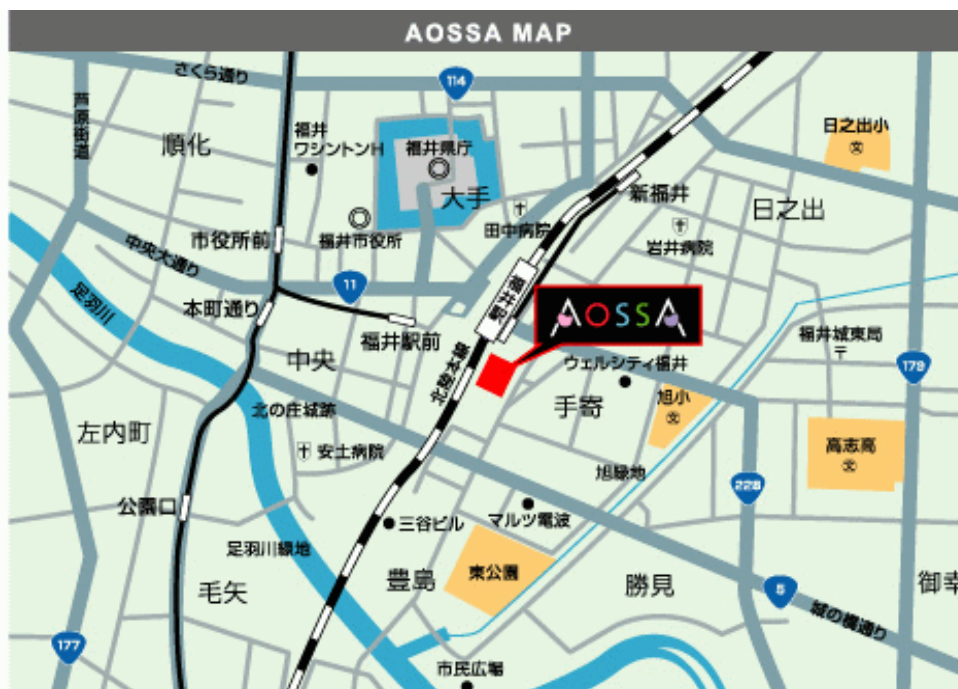 AOSSA MAP
さくら通り
114
芦原街道
順化
福井
ワシントンH
福井県庁
大手
日之出小
文
新福井
日之出
田中病院
岩井病院
市役所前
福井市役所
中央大通り
11
足羽川
本町通り
福井駅
AOSSA
福井駅前
北陸本線
福井城東局
〒
中央
ウェルシティ福井
179
手寄
旭小
文
北の庄城跡
左内町
安土病院
高志高
文
旭緑地
228
公園口
三谷ビル
マルツ電波
足羽川緑地
毛矢
豊島
東公園
勝見
御幸
5
城の橋通り
177
市民広場